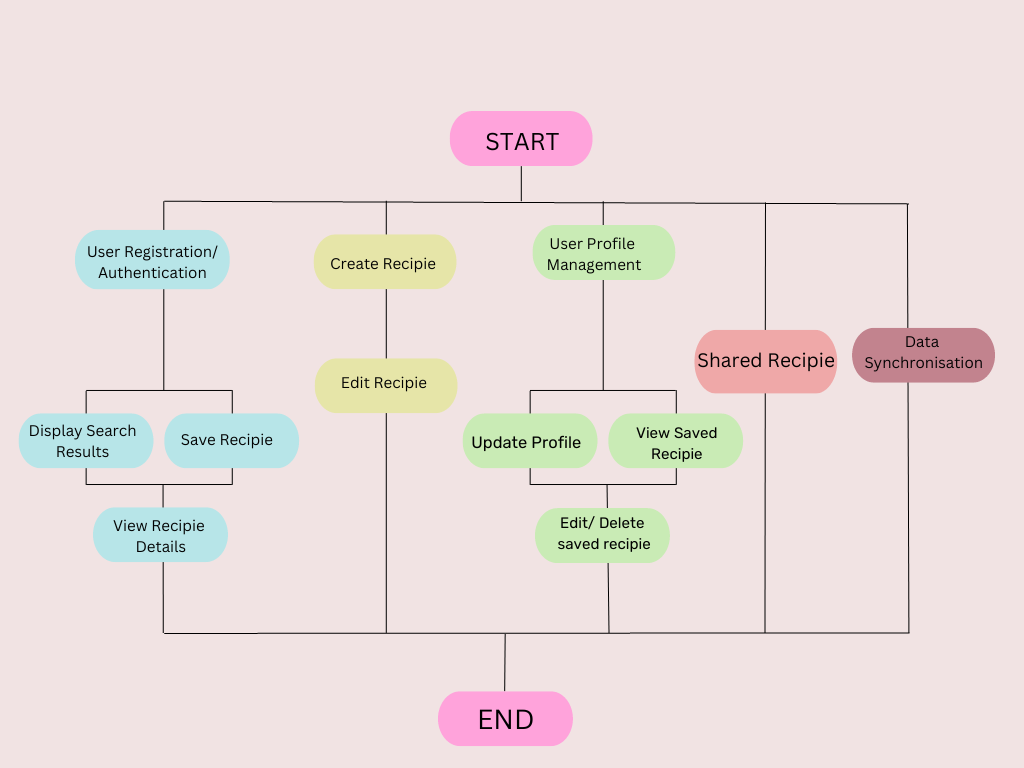 START
User Registration/
Authentication
Create Recipie
User Profile
Management
Shared Recipie
Data
Synchronisation
Edit Recipie
Display Search
Results
Save Recipie
Update Profile
View Saved
Recipie
View Recipie
Details
Edit/ Delete
saved recipie
END